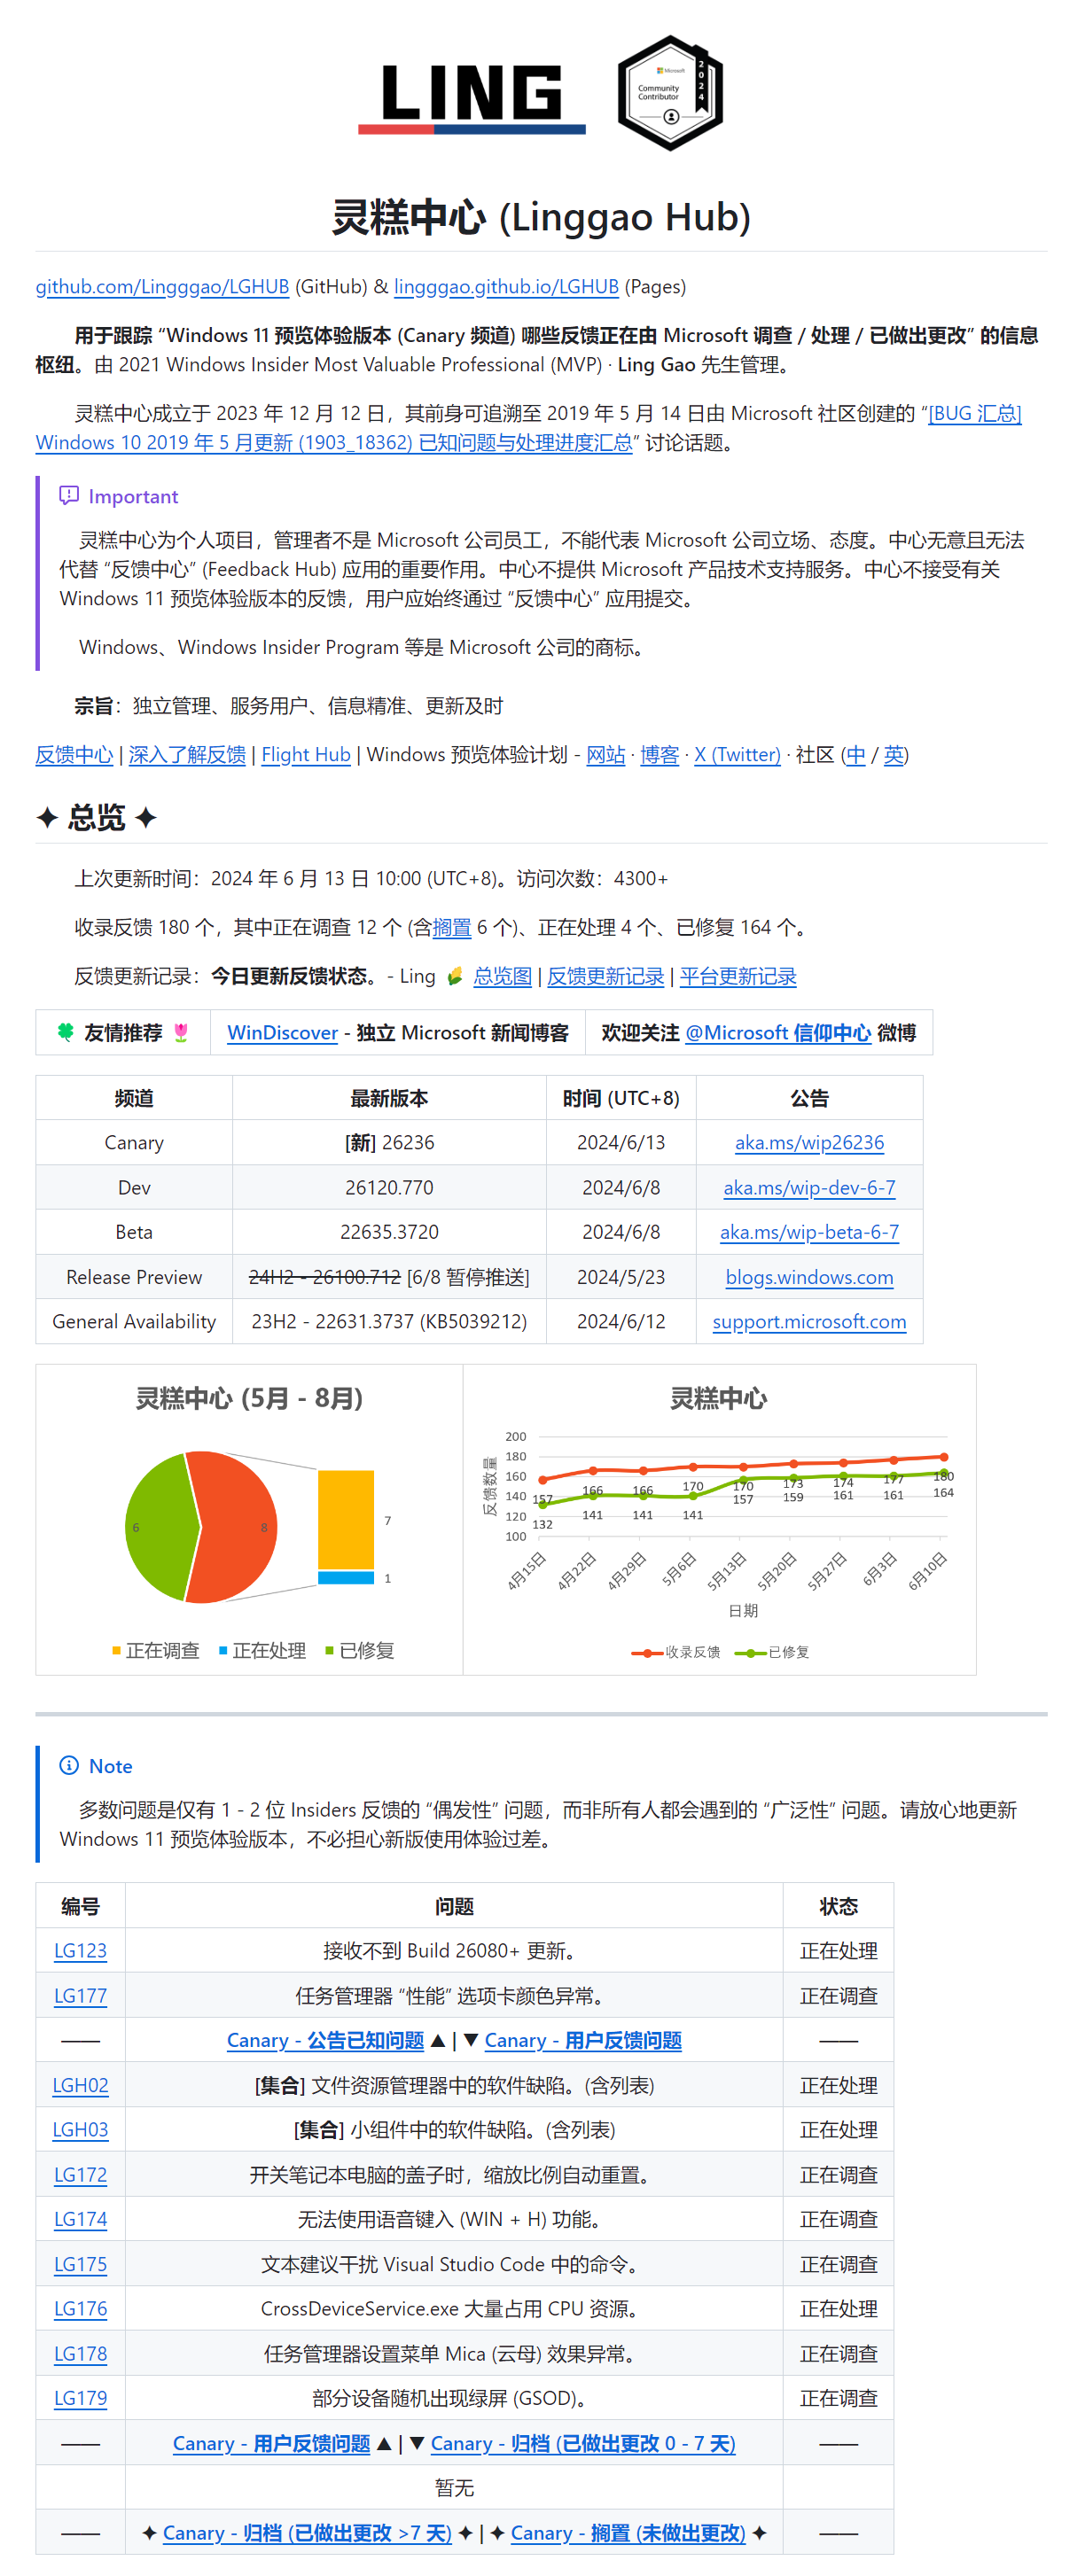 LING
Microsoft
Community
Contributor
2024
灵糕中心 (Linggao Hub)
github.com/Lingggao/LGHUB (GitHub) & lingggao.github.io/LGHUB (Pages)
用于跟踪 “Windows 11 预览体验版本 (Canary 频道) 哪些反馈正在由 Microsoft 调查 / 处理 / 已做出更改” 的信息
枢纽。由 2021 Windows Insider Most Valuable Professional (MVP) · Ling Gao 先生管理。
灵糕中心成立于 2023 年 12 月 12 日，其前身可追溯至 2019 年 5 月 14 日由 Microsoft 社区创建的 “[BUG 汇总]
Windows 10 2019 年 5 月更新 (1903_18362) 已知问题与处理进度汇总” 讨论话题。
Important
灵糕中心为个人项目，管理者不是 Microsoft 公司员工，不能代表 Microsoft 公司立场、态度。中心无意且无法
代替 “反馈中心” (Feedback Hub) 应用的重要作用。中心不提供 Microsoft 产品技术支持服务。中心不接受有关
Windows 11 预览体验版本的反馈，用户应始终通过 “反馈中心” 应用提交。
Windows、Windows Insider Program 等是 Microsoft 公司的商标。
宗旨：独立管理、服务用户、信息精准、更新及时
反馈中心 | 深入了解反馈 | Flight Hub | Windows 预览体验计划 - 网站 · 博客 · X (Twitter) · 社区 (中 / 英)
✦ 总览 ✦
上次更新时间：2024 年 6 月 13 日 10:00 (UTC+8)。访问次数：4300+
收录反馈 180 个，其中正在调查 12 个 (含搁置 6 个)、正在处理 4 个、已修复 164 个。
反馈更新记录：今日更新反馈状态。- Ling 🌽 总览图 | 反馈更新记录 | 平台更新记录
🍀 友情推荐 🌷 WinDiscover - 独立 Microsoft 新闻博客 欢迎关注 @Microsoft 信仰中心 微博
频道 最新版本 时间 (UTC+8) 公告
Canary [新] 26236 2024/6/13 aka.ms/wip26236
Dev 26120.770 2024/6/8 aka.ms/wip-dev-6-7
Beta 22635.3720 2024/6/8 aka.ms/wip-beta-6-7
Release Preview 24H2 - 26100.712 [6/8 暂停推送] 2024/5/23 blogs.windows.com
General Availability 23H2 - 22631.3737 (KB5039212) 2024/6/12 support.microsoft.com
灵糕中心 (5月 - 8月)
6 8 7 1
正在调查 正在处理 已修复
灵糕中心
反馈数量
200
180
160
140
120
100
157 166 166 170 170 173 174 177 180
132 141 141 141 157 159 161 161 164
4月15日 4月22日 4月29日 5月6日 5月13日 5月20日 5月27日 6月3日 6月10日
日期
收录反馈 已修复
Note
多数问题是仅有 1 - 2 位 Insiders 反馈的 “偶发性” 问题，而非所有人都会遇到的 “广泛性” 问题。请放心地更新
Windows 11 预览体验版本，不必担心新版使用体验过差。
编号 问题 状态
LG123 接收不到 Build 26080+ 更新。 正在处理
LG177 任务管理器 “性能” 选项卡颜色异常。 正在调查
—— Canary - 公告已知问题 ▲ | ▼ Canary - 用户反馈问题 ——
LGH02 [集合] 文件资源管理器中的软件缺陷。(含列表) 正在处理
LGH03 [集合] 小组件中的软件缺陷。(含列表) 正在处理
LG172 开关笔记本电脑的盖子时，缩放比例自动重置。 正在调查
LG174 无法使用语音键入 (WIN + H) 功能。 正在调查
LG175 文本建议干扰 Visual Studio Code 中的命令。 正在调查
LG176 CrossDeviceService.exe 大量占用 CPU 资源。 正在处理
LG178 任务管理器设置菜单 Mica (云母) 效果异常。 正在调查
LG179 部分设备随机出现绿屏 (GSOD)。 正在调查
—— Canary - 用户反馈问题 ▲ | ▼ Canary - 归档 (已做出更改 0 - 7 天) ——
暂无
—— ✦ Canary - 归档 (已做出更改 >7 天) ✦ | ✦ Canary - 搁置 (未做出更改) ✦ ——